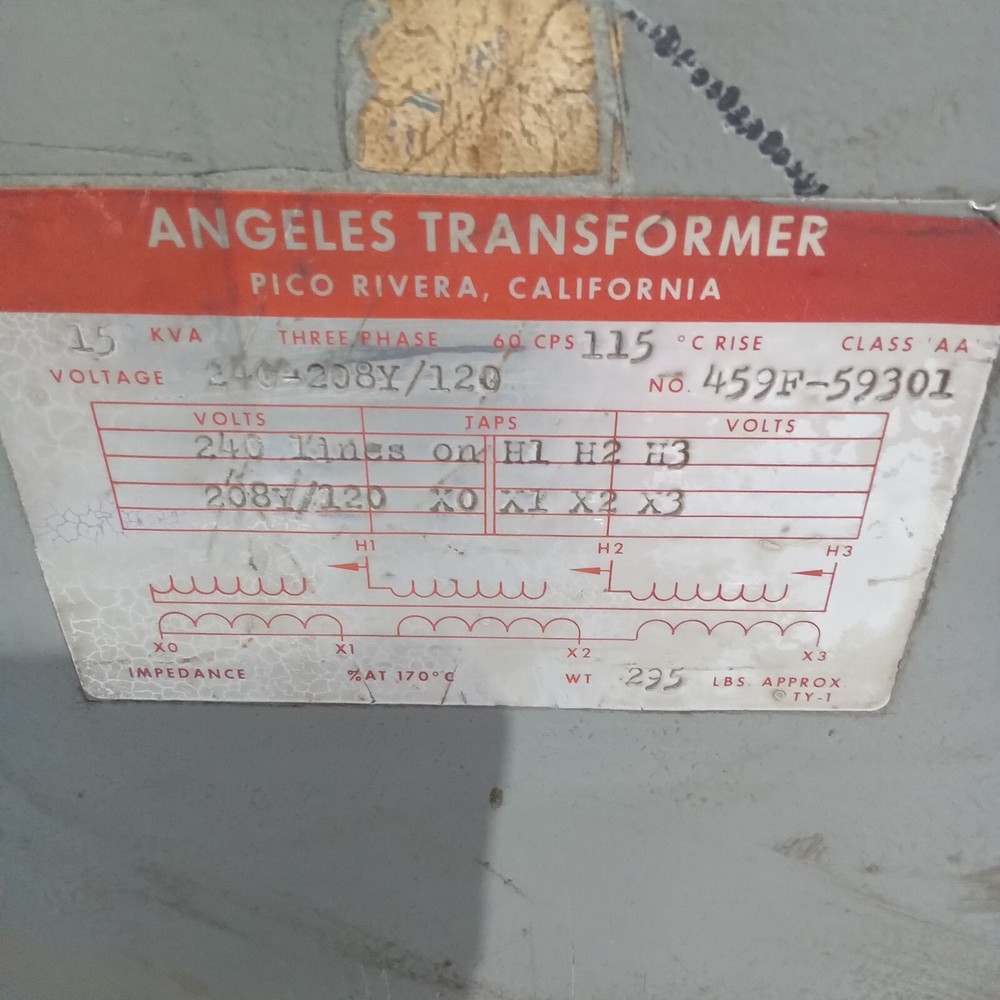 ANGELES TRANSFORMER
PICO RIVERA, CALIFORNIA
15 KVA THREE PHASE 60 CPS 115 °C RISE CLASS 'AA'
VOLTAGE 240-208Y/120 NO. 459F-59301
VOLTS TAPS VOLTS
240 lines on H1 H2 H3
208Y/120 X0 X1 X2 X3
H1 H2 H3
X0 X1 X2 X3
IMPEDANCE %AT 170°C WT 295 LBS. APPROX.
TY-1